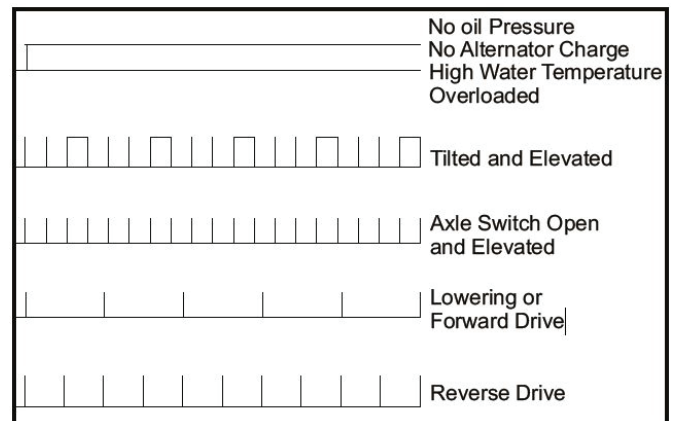 No oil Pressure
No Alternator Charge
High Water Temperature
Overloaded
Tilted and Elevated
Axle Switch Open
and Elevated
Lowering or
Forward Drive
Reverse Drive